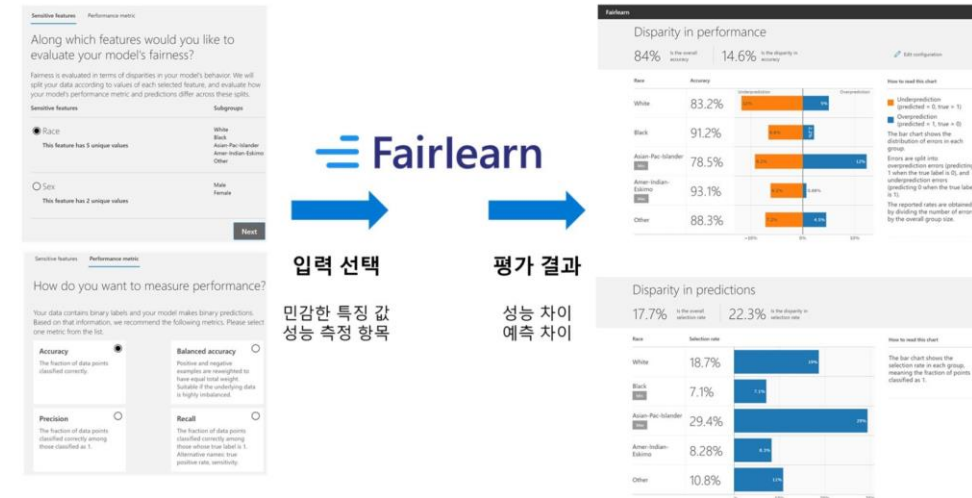 Sensitive features Performance metric
Along which features would you like to
evaluate your model's fairness?
Fairness is evaluated in terms of disparities in your model's behavior. We will
split your data according to values of each selected feature, and evaluate how
your model's performance metric and predictions differ across these splits.
Sensitive features Subgroups
Race
This feature has 5 unique values
White
Black
Asian-Pac-Islander
Amer-Indian-Eskimo
Other
Sex
This feature has 2 unique values
Male
Female
Next
Sensitive features Performance metric
How do you want to measure performance?
Your data contains binary labels and your model makes binary predictions.
Based on that information, we recommend the following metrics. Please select
one metric from the list.
Accuracy
The fraction of data points
classified correctly.
Balanced accuracy
Positive and negative
examples are reweighted to
have equal total weight.
Suitable if the underlying data
is highly imbalanced.
Precision
The fraction of data points
classified correctly among
those classified as 1.
Recall
The fraction of data points
classified correctly among
those whose true label is 1.
Alternative names: true
positive rate, sensitivity.
Fairlearn
입력 선택
민감한 특징 값
성능 측정 항목
평가 결과
성능 차이
예측 차이
Fairlearn
Disparity in performance
84% is the overall accuracy 14.6% is the disparity in accuracy
Edit configuration
Race Accuracy
Underprediction Overprediction
White 83.2%
Black 91.2%
Asian-Pac-Islander 78.5% 12%
Min
Amer-Indian-
Eskimo 93.1%
Max
Other 88.3%
How to read this chart
Underprediction
(predicted = 0, true = 1)
Overprediction
(predicted = 1, true = 0)
The bar chart shows the
distribution of errors in each
group.
Errors are split into
overprediction errors (predicting
1 when the true label is 0), and
underprediction errors
(predicting 0 when the true label
is 1).
The reported rates are obtained
by dividing the number of errors
by the overall group size.
Disparity in predictions
17.7% is the overall selection rate 22.3% is the disparity in selection rate
Race Selection rate
White 18.7% 19%
Black 7.1% 7.1%
Min
Asian-Pac-Islander 29.4% 29%
Max
Amer-Indian-
Eskimo 8.28% 8.3%
Other 10.8% 11%
How to read this chart
The bar chart shows the
selection rate in each group,
meaning the fraction of points
classified as 1.